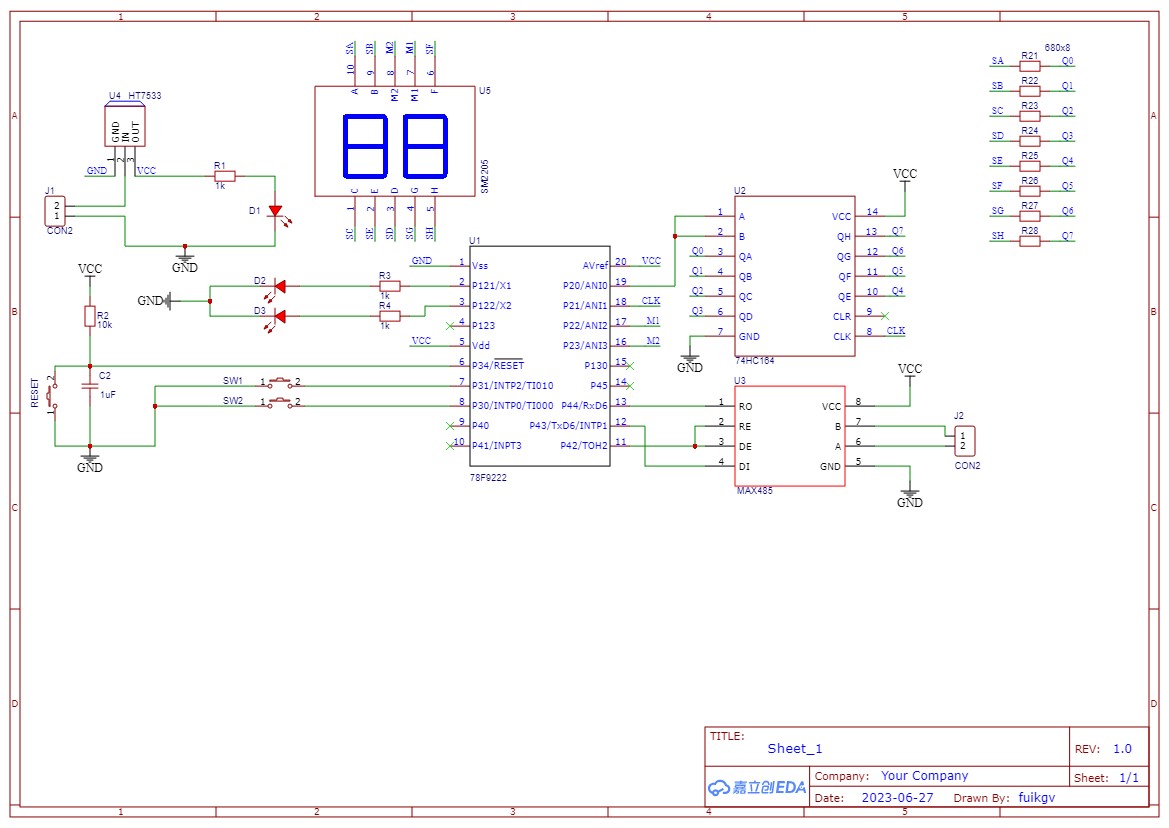 1 2 3 4 5
A A
B B
C C
D D
U4 HT7533
GND
IN
OUT
1 2 3
GND VCC
R1
1k
D1
J1
2
1
CON2
GND
SA SB M2 M1 SF
10 9 8 7 6
A B M2 M1 F
U5
SM2205
C E D G H
1 2 3 4 5
SC SE SD SG SH
680x8
SA R21 Q0
SB R22 Q1
SC R23 Q2
SD R24 Q3
SE R25 Q4
SF R26 Q5
SG R27 Q6
SH R28 Q7
VCC
R2
10k
C2
1uF
RESET
2
1
GND
GND
D2
D3
R3
1k
R4
1k
SW1 1 2
SW2 1 2
U1
GND 1 Vss
2 P121/X1
3 P122/X2
4 P123
VCC 5 Vdd
6 P34/RESET
7 P31/INTP2/TI010
8 P30/INTP0/TI000
9 P40
10 P41/INPT3
AVref 20 VCC
P20/ANI0 19
P21/ANI1 18 CLK
P22/ANI2 17 M1
P23/ANI3 16 M2
P130 15
P45 14
P44/RxD6 13
P43/TxD6/INTP1 12
P42/TOH2 11
78F9222
U2
1 A
2 B
Q0 3 QA
Q1 4 QB
Q2 5 QC
Q3 6 QD
7 GND
GND
VCC
VCC 14
QH 13 Q7
QG 12 Q6
QF 11 Q5
QE 10 Q4
CLR 9
CLK 8 CLK
74HC164
U3
1 RO
2 RE
3 DE
4 DI
VCC
VCC 8
B 7
A 6
GND 5
GND
MAX485
J2
1
2
CON2
TITLE:
Sheet_1
REV: 1.0
嘉立创EDA
Company: Your Company
Sheet: 1/1
Date: 2023-06-27 Drawn By: fuikgv
1 2 3 4 5